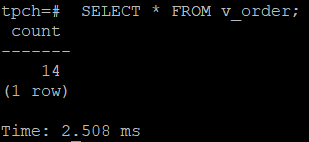 tpch=#  SELECT * FROM v_order;
 count
-------
    14
(1 row)

Time: 2.508 ms